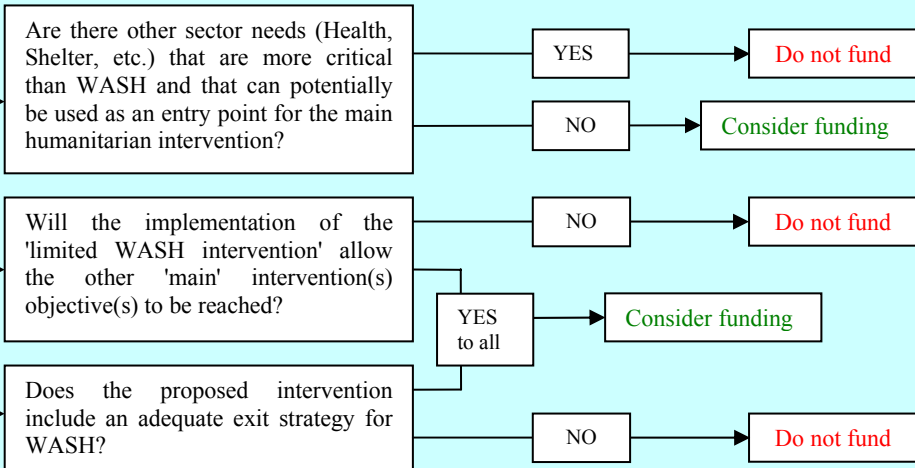 Are there other sector needs (Health,
Shelter, etc.) that are more critical
than WASH and that can potentially
be used as an entry point for the main
humanitarian intervention?
YES
Do not fund
NO
Consider funding
Will the implementation of the
'limited WASH intervention' allow
the other 'main' intervention(s)
objective(s) to be reached?
NO
Do not fund
YES
to all
Consider funding
Does the proposed intervention
include an adequate exit strategy for
WASH?
NO
Do not fund